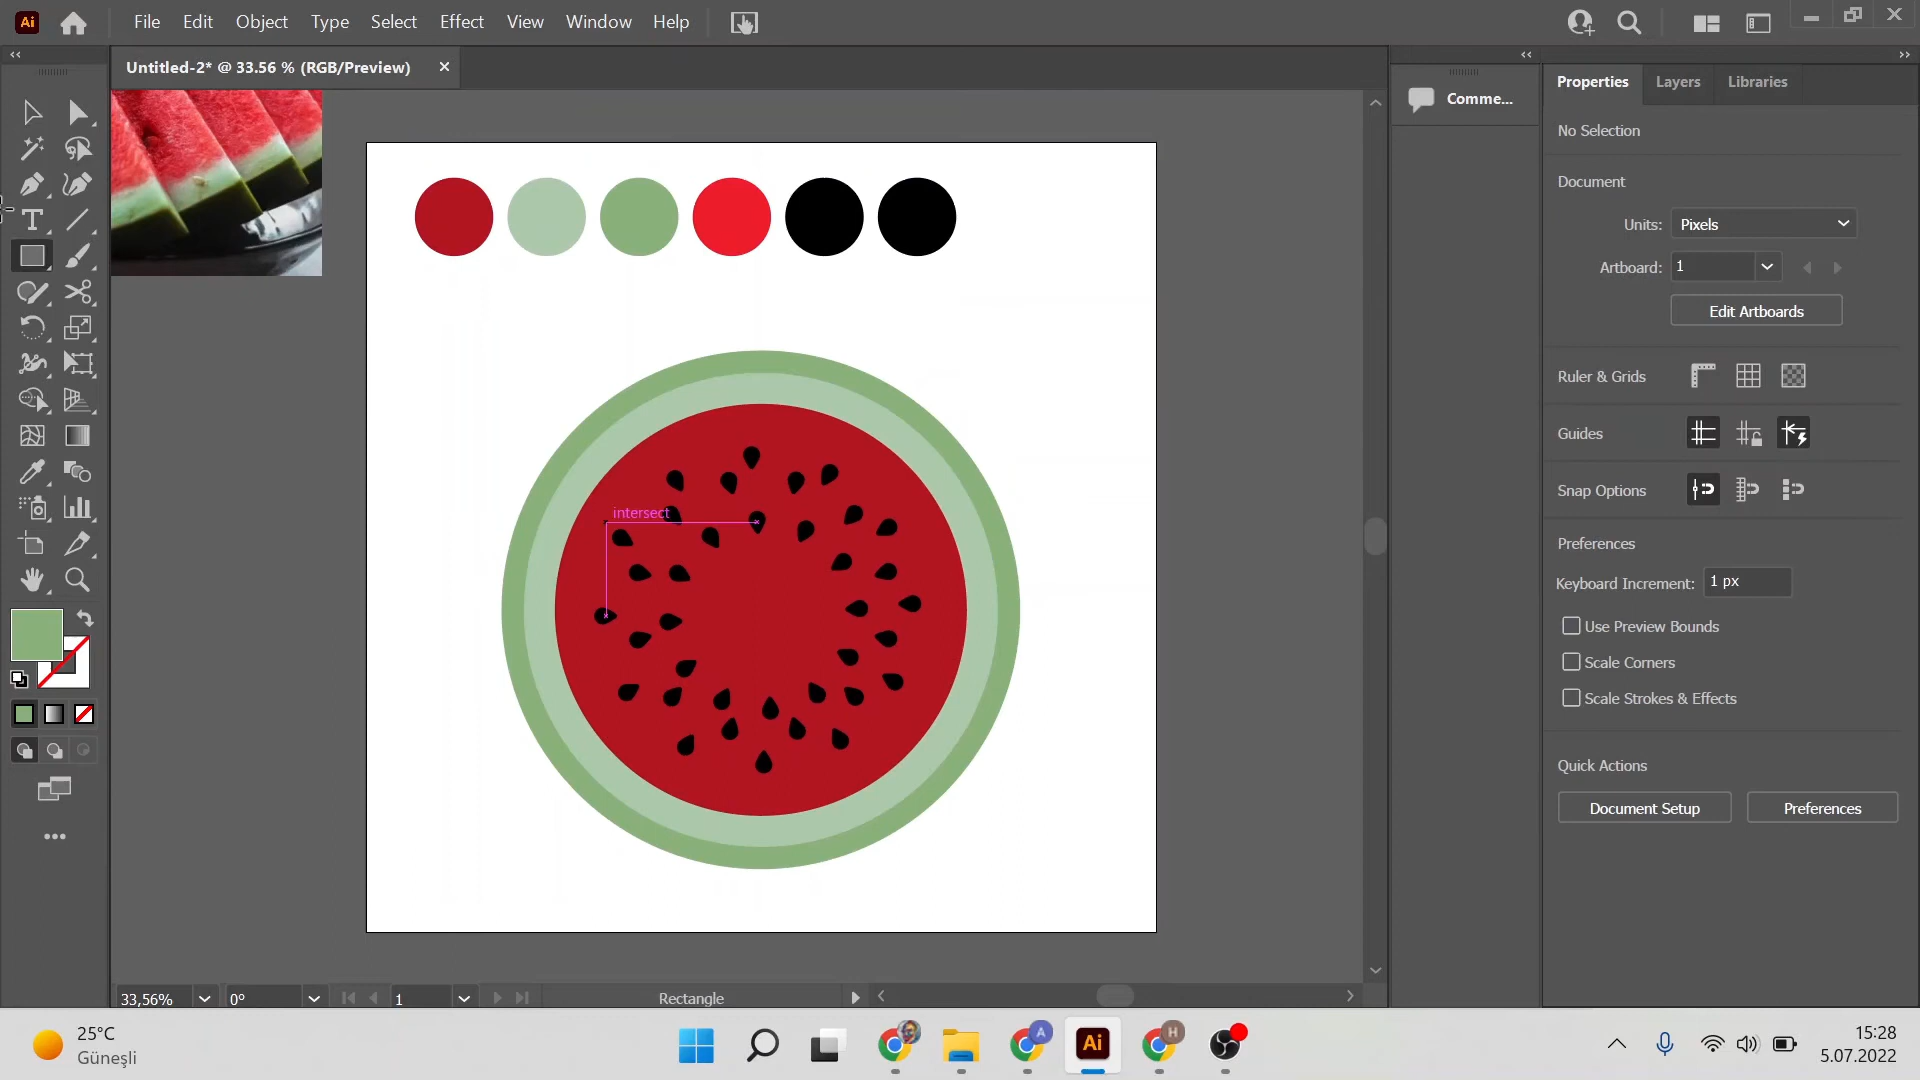 Ai File Edit Object Type Select Effect View Window Help
Untitled-2* @ 33.56 % (RGB/Preview)
Comme...
Properties Layers Libraries
No Selection
Document
Units: Pixels
Artboard: 1
Edit Artboards
Ruler & Grids
Guides
Snap Options
Preferences
Keyboard Increment: 1 px
Use Preview Bounds
Scale Corners
Scale Strokes & Effects
Quick Actions
Document Setup Preferences
intersect
33,56% 0° 1 Rectangle
25°C
Güneşli
A
Ai
H
15:28
5.07.2022